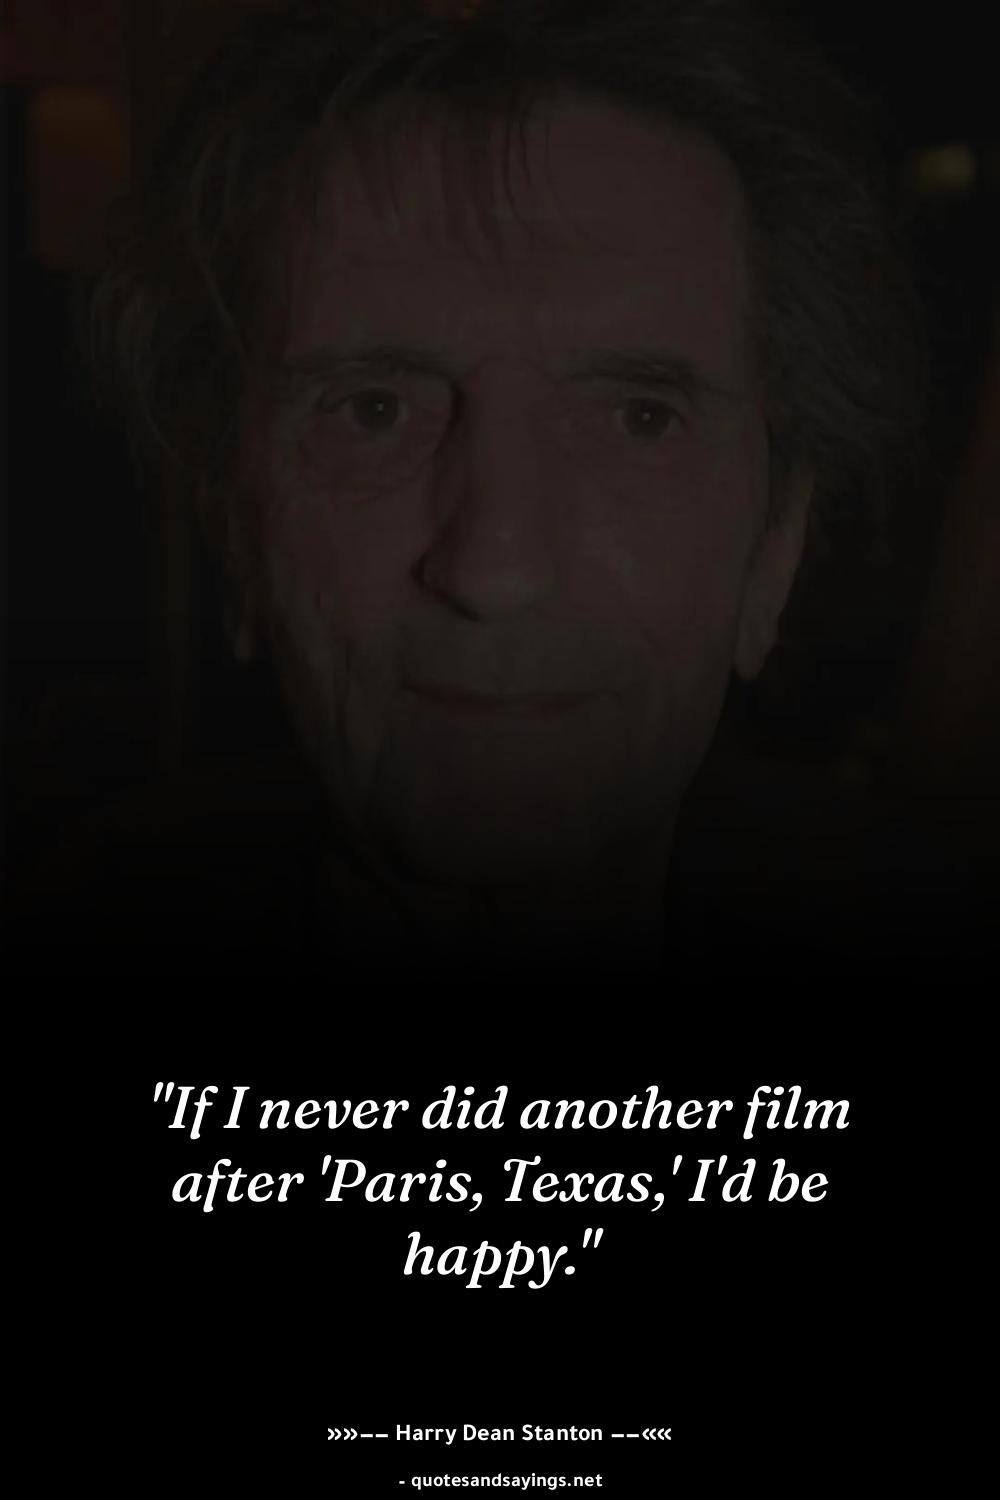 "If I never did another film
after 'Paris, Texas,' I'd be
happy."
»»–– Harry Dean Stanton ––««
- quotesandsayings.net